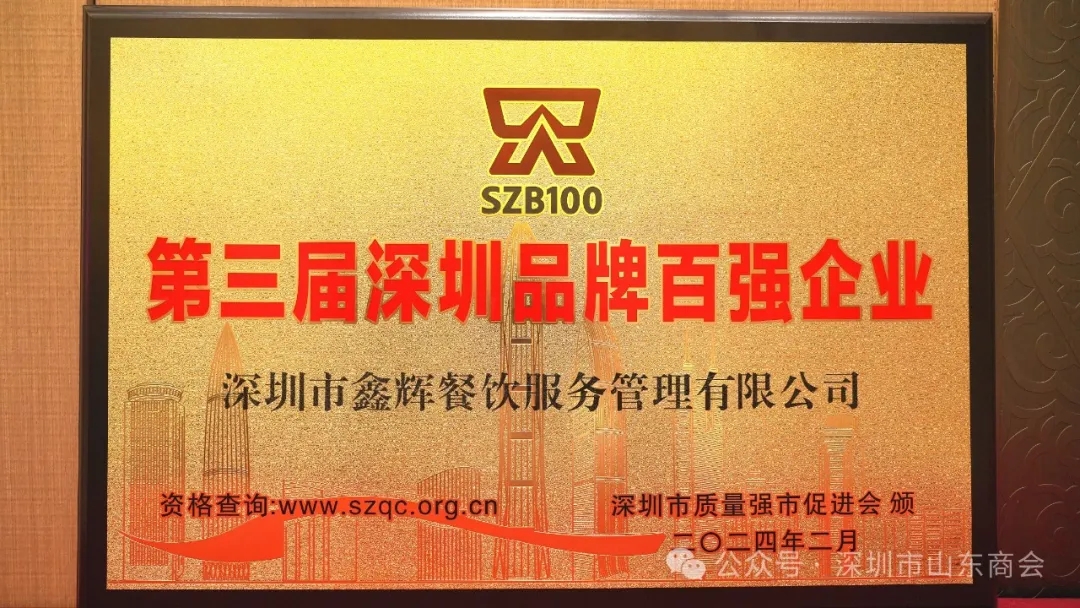 SZB100
第三届深圳品牌百强企业
深圳市鑫辉餐饮服务管理有限公司
资格查询:www.szqc.org.cn
深圳市质量强市促进会 颁
二〇二四年二月
公众号 · 深圳市山东商会